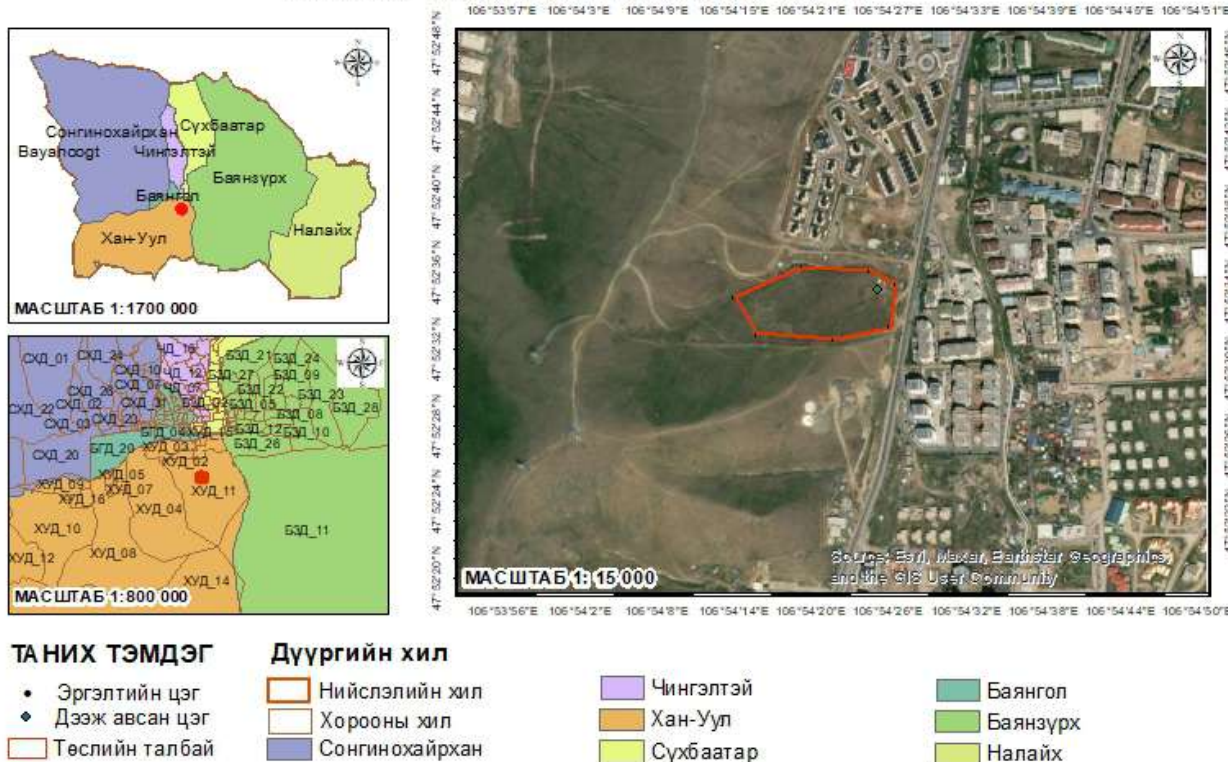 106°53'57"E 106°54'3"E 106°54'9"E 106°54'15"E 106°54'21"E 106°54'27"E 106°54'33"E 106°54'39"E 106°54'45"E 106°54'51"E
Сонгинохайрхан
Bayanoogt
Сүхбаатар
Чингэлтэй
Баянгол
Баянзүрх
Хан-Уул
Налайх
МАСШТАБ 1:1700 000
СХД_01
СХД_22
СХД_20
БГД_20
ХУД_03
ХУД_02
ХУД_05
ХУД_09
ХУД_16
ХУД_07
ХУД_04
ХУД_11
ХУД_10
ХУД_12
ХУД_08
ХУД_14
БЗД_21
БЗД_24
БЗД_27
БЗД_09
БЗД_22
БЗД_23
БЗД_08
БЗД_28
БЗД_10
БЗД_26
БЗД_11
МАСШТАБ 1:800 000
47°52'48"N
47°52'44"N
47°52'40"N
47°52'36"N
47°52'32"N
47°52'28"N
47°52'24"N
47°52'20"N
МАСШТАБ 1: 15 000
Source: Esri, Maxar, Earthstar Geographics,
and the GIS User Community
106°53'56"E 106°54'2"E 106°54'8"E 106°54'14"E 106°54'20"E 106°54'26"E 106°54'32"E 106°54'38"E 106°54'44"E 106°54'50"E
ТАНИХ ТЭМДЭГ
Эргэлтийн цэг
Дээж авсан цэг
Төслийн талбай
Дүүргийн хил
Нийслэлийн хил
Хорооны хил
Сонгинохайрхан
Чингэлтэй
Хан-Уул
Сүхбаатар
Баянгол
Баянзүрх
Налайх